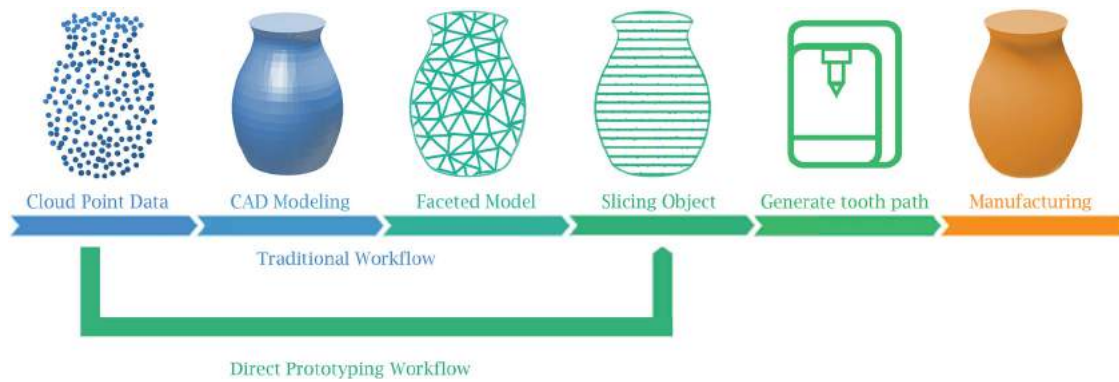 Cloud Point Data
CAD Modeling
Faceted Model
Slicing Object
Generate tooth path
Manufacturing
Traditional Workflow
Direct Prototyping Workflow